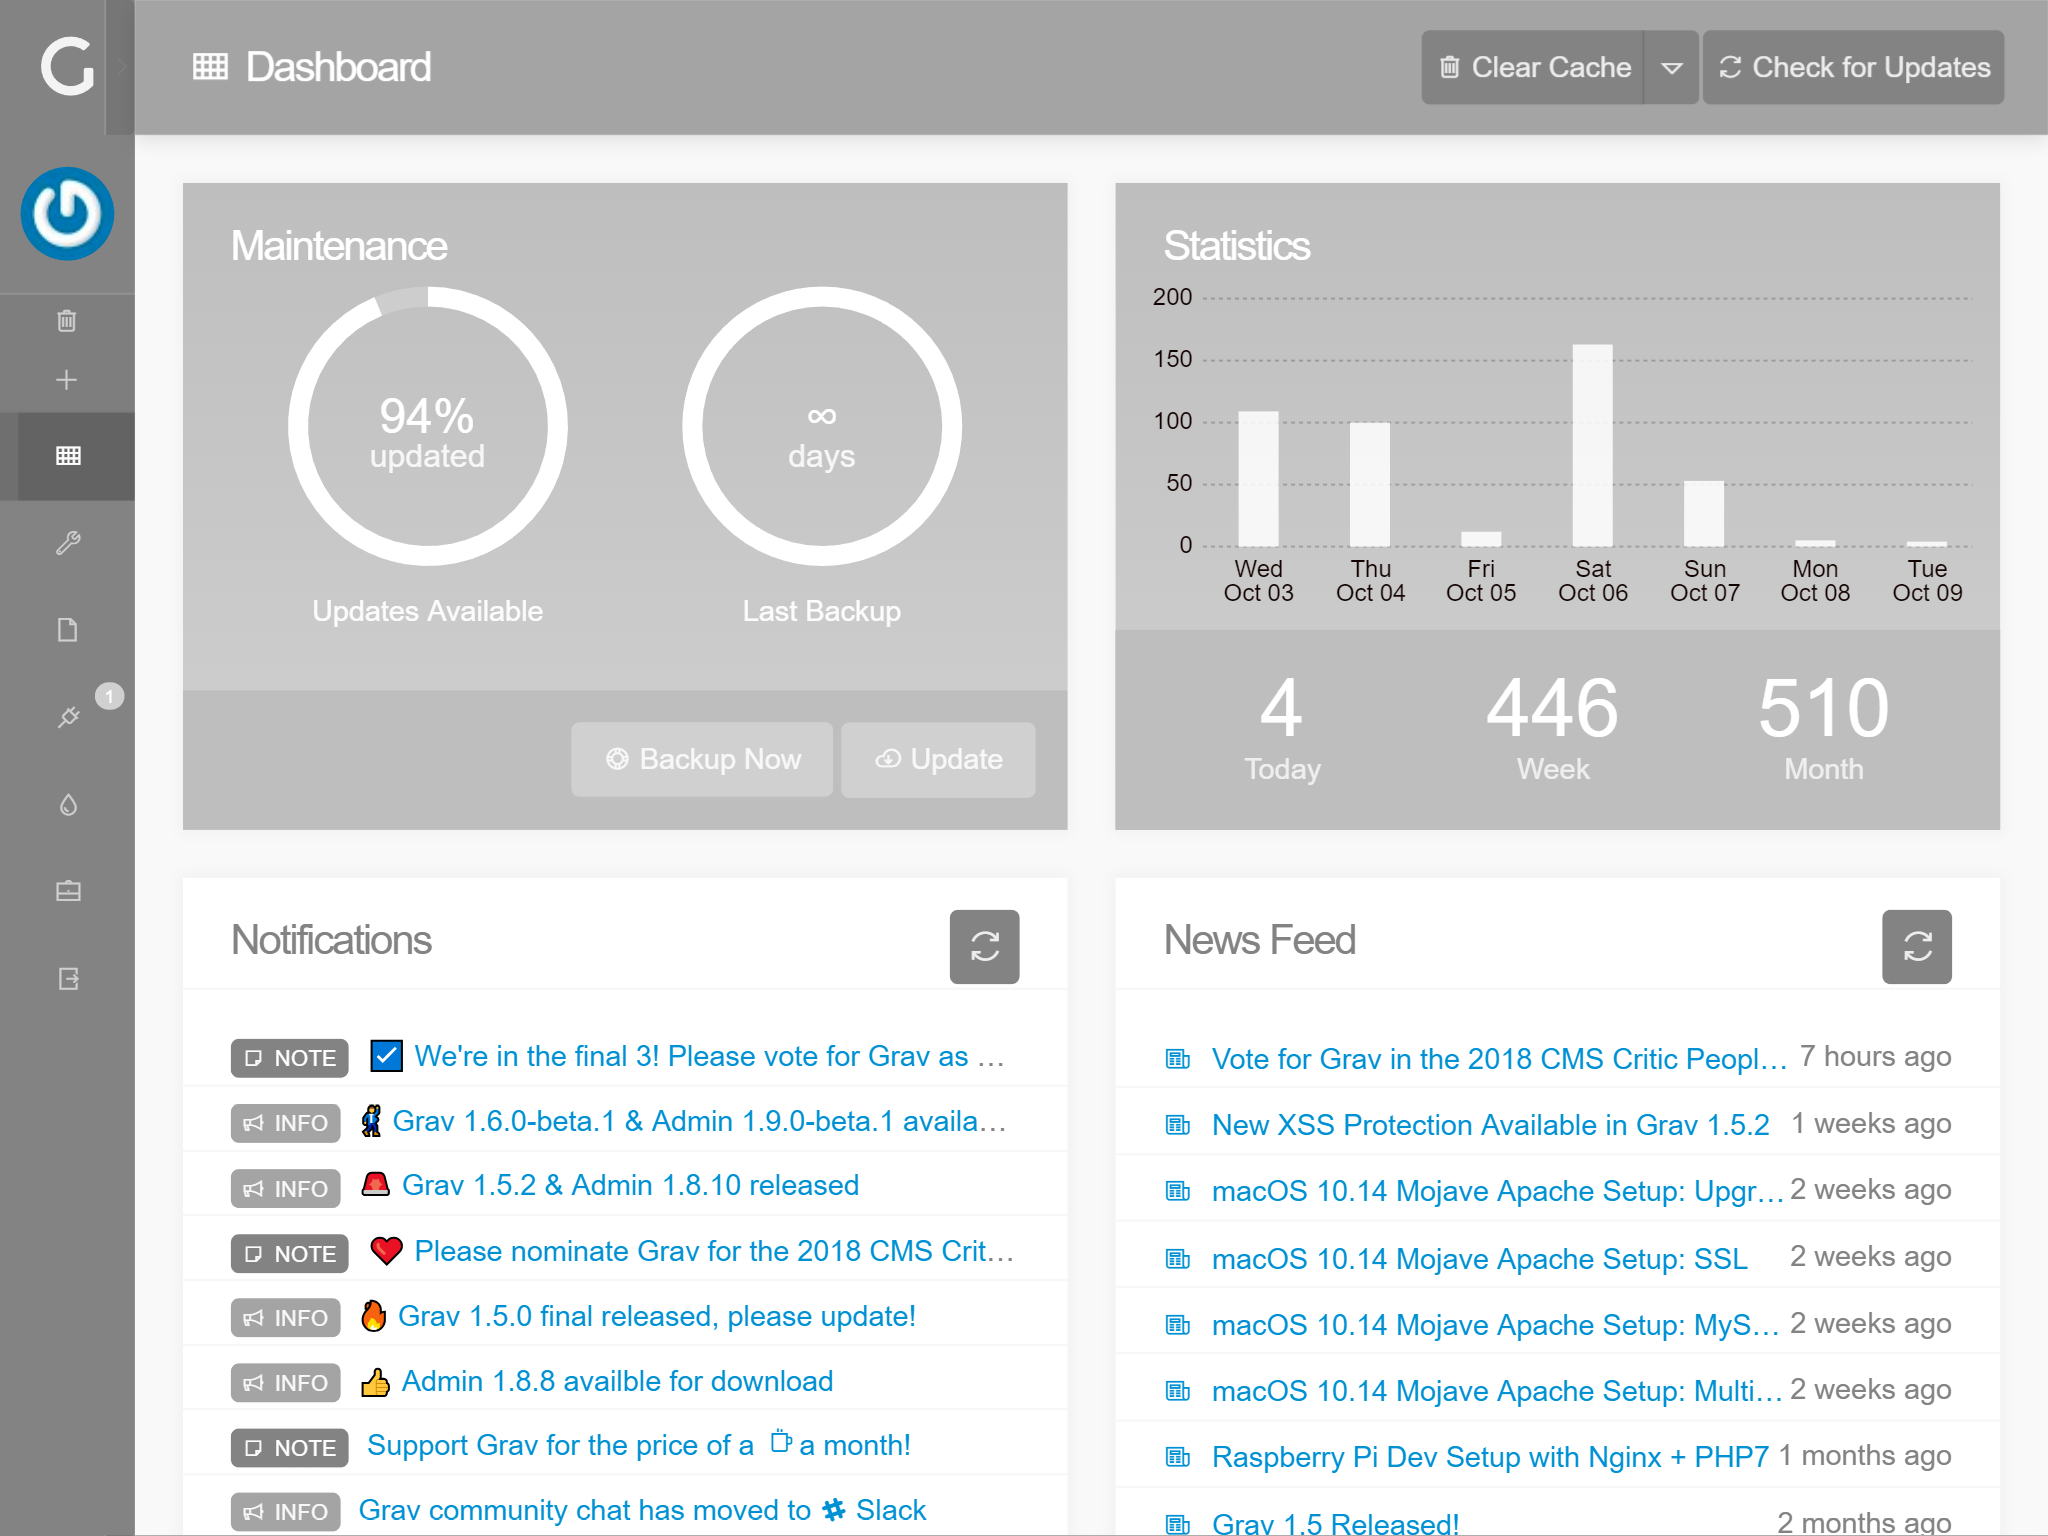 Dashboard
Clear Cache
Check for Updates
1
Maintenance
94%
updated
∞
days
Updates Available
Last Backup
Backup Now
Update
Statistics
200
150
100
50
0
Wed Thu Fri Sat Sun Mon Tue
Oct 03 Oct 04 Oct 05 Oct 06 Oct 07 Oct 08 Oct 09
4 446 510
Today Week Month
Notifications
NOTE We're in the final 3! Please vote for Grav as …
INFO Grav 1.6.0-beta.1 & Admin 1.9.0-beta.1 availa…
INFO Grav 1.5.2 & Admin 1.8.10 released
NOTE Please nominate Grav for the 2018 CMS Crit…
INFO Grav 1.5.0 final released, please update!
INFO Admin 1.8.8 availble for download
NOTE Support Grav for the price of a a month!
INFO Grav community chat has moved to Slack
News Feed
Vote for Grav in the 2018 CMS Critic Peopl… 7 hours ago
New XSS Protection Available in Grav 1.5.2 1 weeks ago
macOS 10.14 Mojave Apache Setup: Upgr… 2 weeks ago
macOS 10.14 Mojave Apache Setup: SSL 2 weeks ago
macOS 10.14 Mojave Apache Setup: MyS… 2 weeks ago
macOS 10.14 Mojave Apache Setup: Multi… 2 weeks ago
Raspberry Pi Dev Setup with Nginx + PHP7 1 months ago
Grav 1.5 Released! 2 months ago